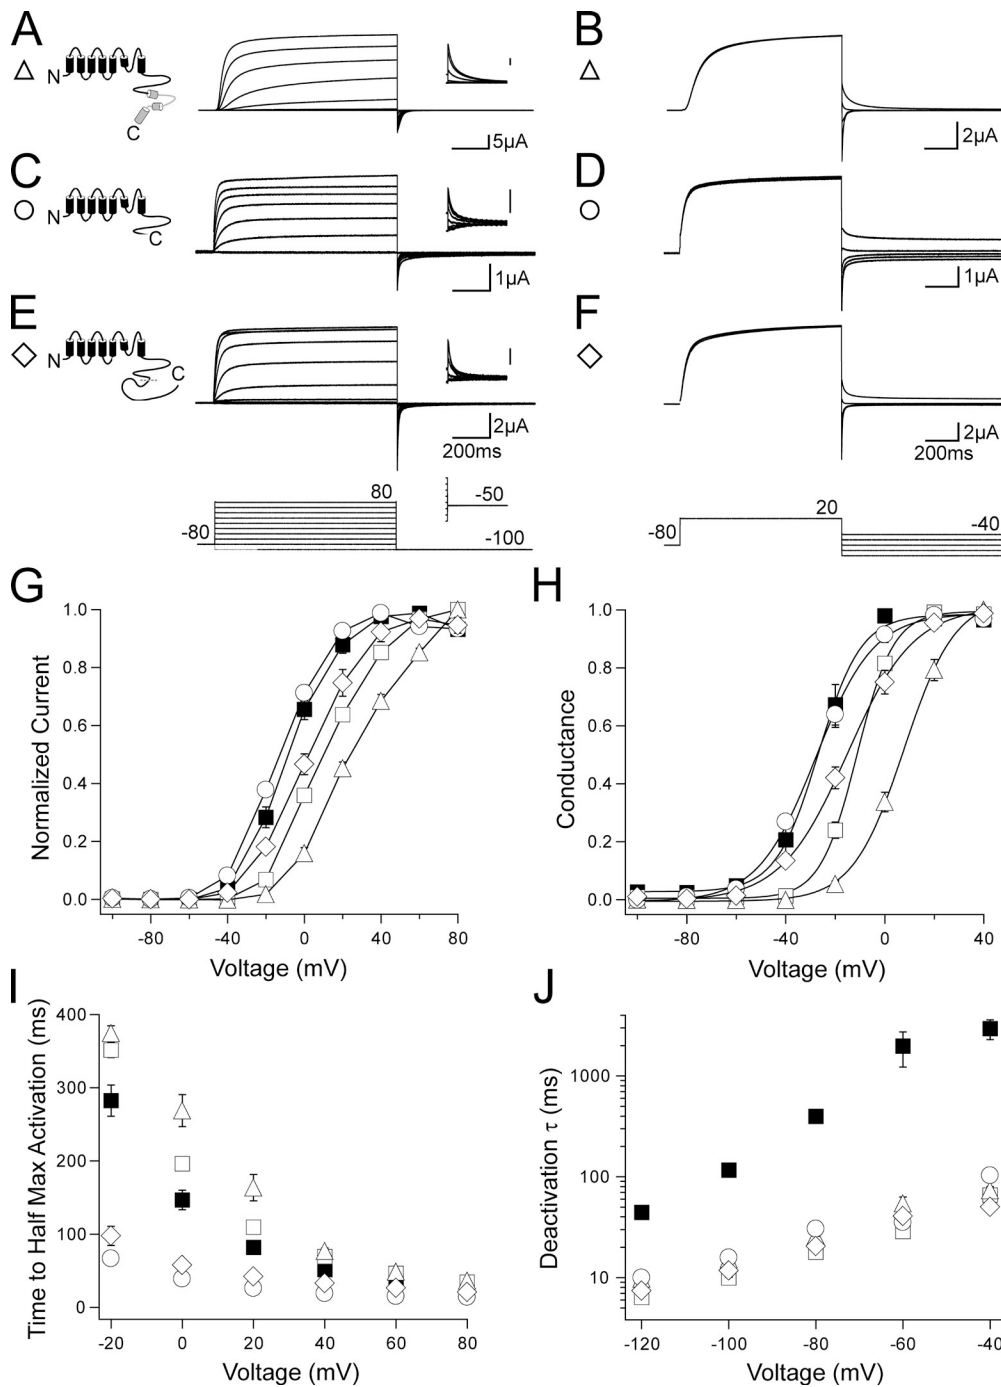 A
N
C
5µA
B
2µA
C
N
C
1µA
D
1µA
E
N
C
2µA
200ms
F
2µA
200ms
80
-50
-80
-100
20
-40
-80
G
Normalized Current
1.0
0.8
0.6
0.4
0.2
0.0
-80
-40
0
40
80
Voltage (mV)
H
Conductance
1.0
0.8
0.6
0.4
0.2
0.0
-80
-40
0
40
Voltage (mV)
I
Time to Half Max Activation (ms)
400
300
200
100
0
-20
0
20
40
60
80
Voltage (mV)
J
Deactivation τ (ms)
1000
100
10
-120
-100
-80
-60
-40
Voltage (mV)